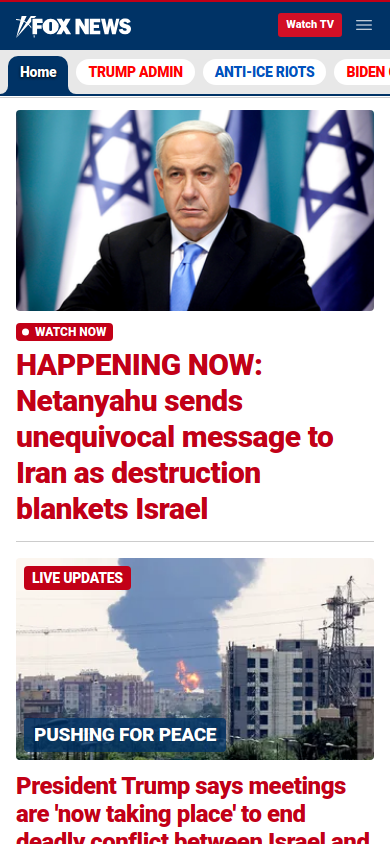 FOX NEWS
Watch TV
Home
TRUMP ADMIN
ANTI-ICE RIOTS
BIDEN
WATCH NOW
HAPPENING NOW:
Netanyahu sends
unequivocal message to
Iran as destruction
blankets Israel
LIVE UPDATES
PUSHING FOR PEACE
President Trump says meetings
are 'now taking place' to end
deadly conflict between Israel and